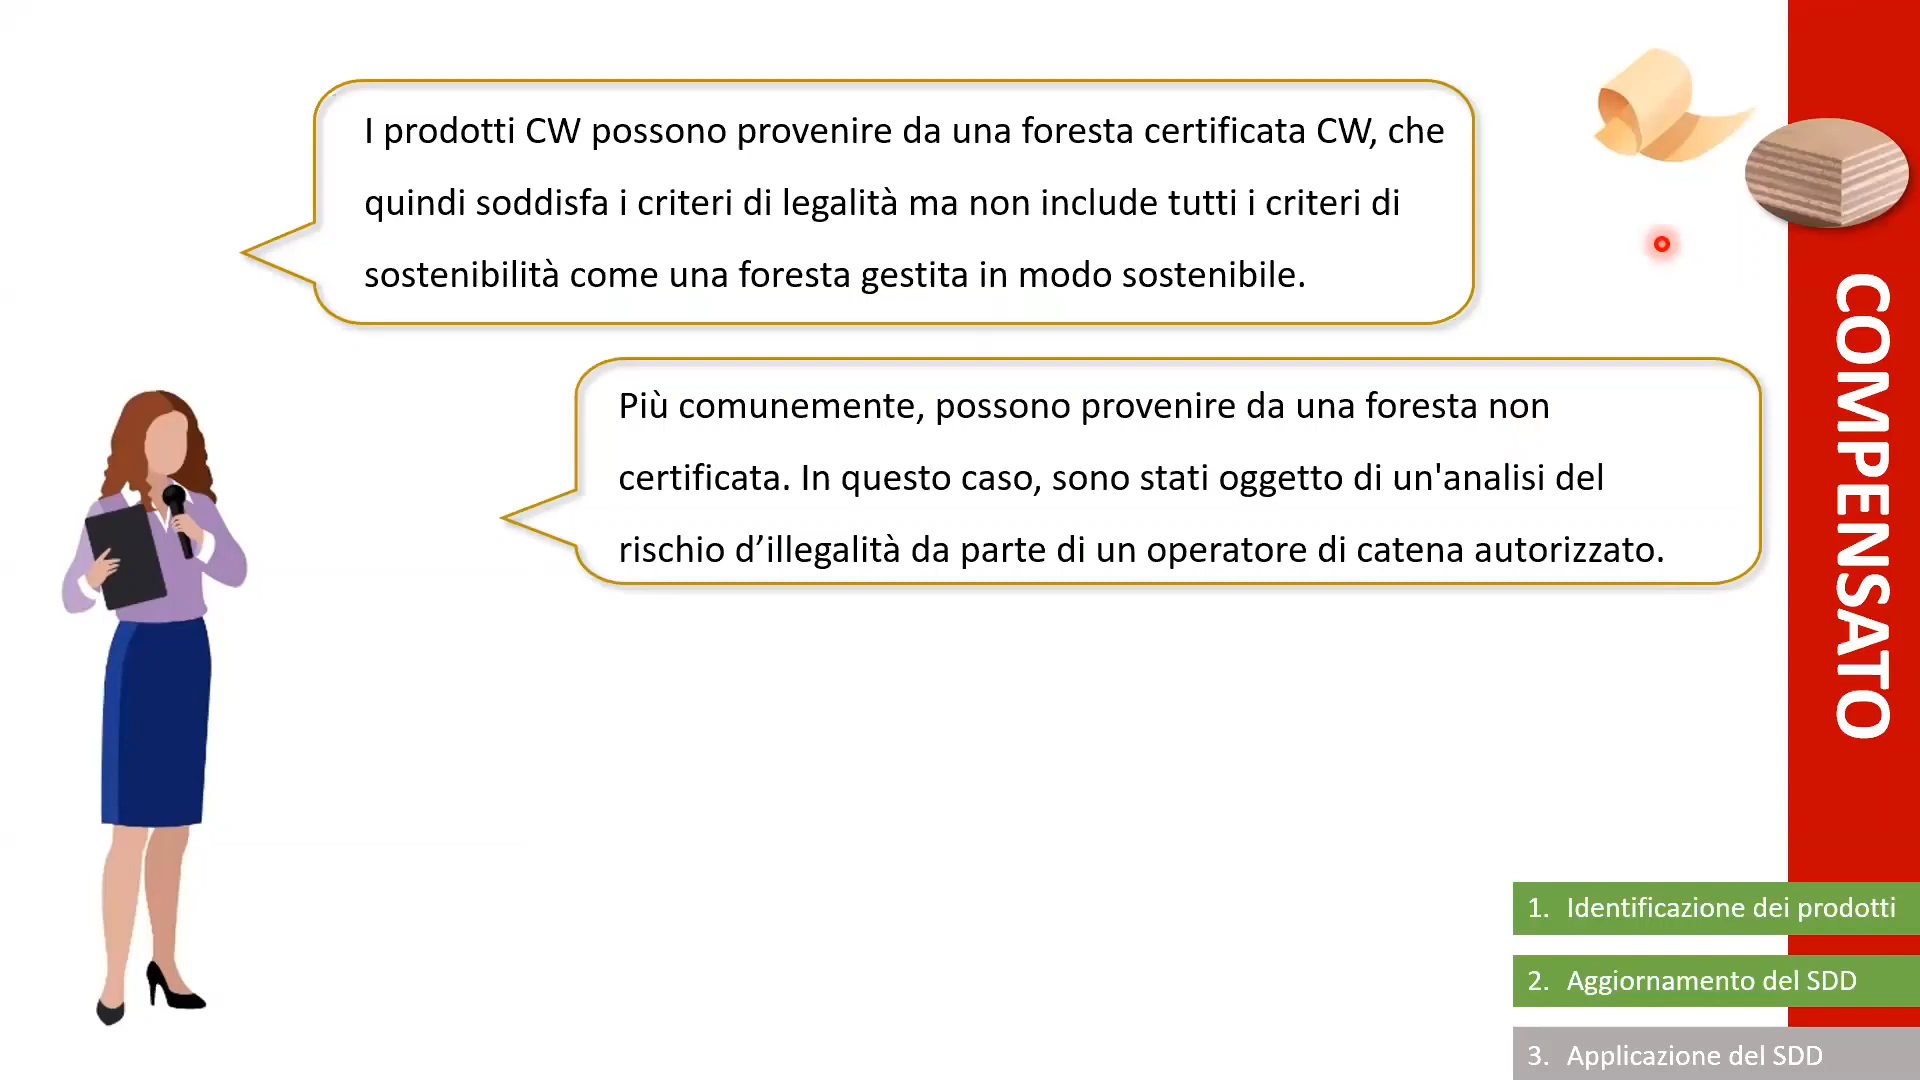 I prodotti CW possono provenire da una foresta certificata CW, che
quindi soddisfa i criteri di legalità ma non include tutti i criteri di
sostenibilità come una foresta gestita in modo sostenibile.
Più comunemente, possono provenire da una foresta non
certificata. In questo caso, sono stati oggetto di un'analisi del
rischio d’illegalità da parte di un operatore di catena autorizzato.
COMPENSATO
1. Identificazione dei prodotti
2. Aggiornamento del SDD
3. Applicazione del SDD